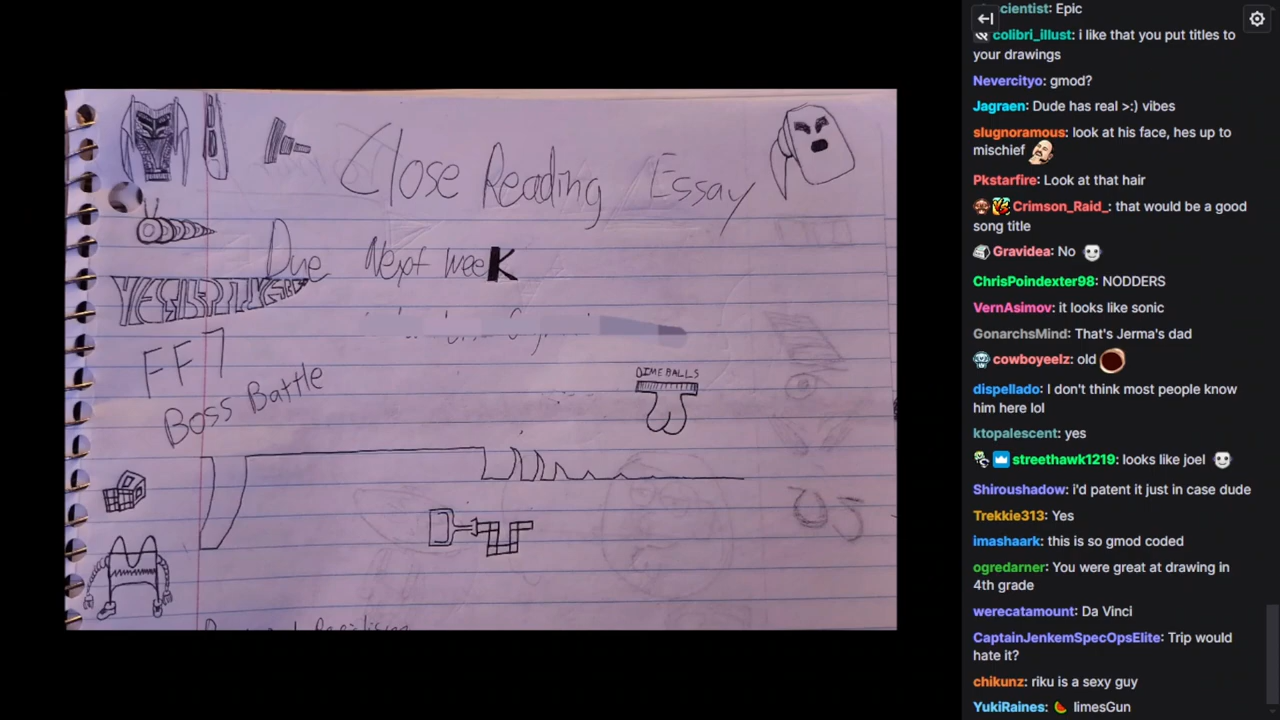 Close Reading Essay
Due Next Week
FF7
Boss Battle
DIMEBALLS
cientist: Epic
colibri_illust: i like that you put titles to
your drawings
Nevercityo: gmod?
Jagraen: Dude has real >:) vibes
slugnoramous: look at his face, hes up to
mischief
Pkstarfire: Look at that hair
Crimson_Raid_: that would be a good
song title
Gravidea: No
ChrisPoindexter98: NODDERS
VernAsimov: it looks like sonic
GonarchsMind: That's Jerma's dad
cowboyeelz: old
dispellado: I don't think most people know
him here lol
ktopalescent: yes
streethawk1219: looks like joel
Shiroushadow: i'd patent it just in case dude
Trekkie313: Yes
imashaark: this is so gmod coded
ogredarner: You were great at drawing in
4th grade
werecatamount: Da Vinci
CaptainJenkemSpecOpsElite: Trip would
hate it?
chikunz: riku is a sexy guy
YukiRaines: 🍉 limesGun